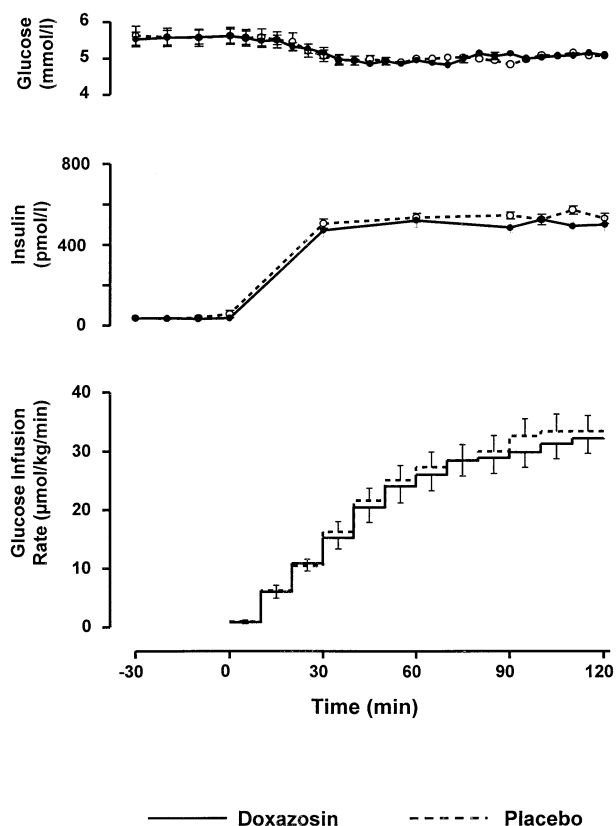 Glucose
(mmol/l)
6
5
4
Insulin
(pmol/l)
800
400
0
Glucose Infusion
Rate (µmol/kg/min)
40
30
20
10
0
-30 0 30 60 90 120
Time (min)
Doxazosin Placebo